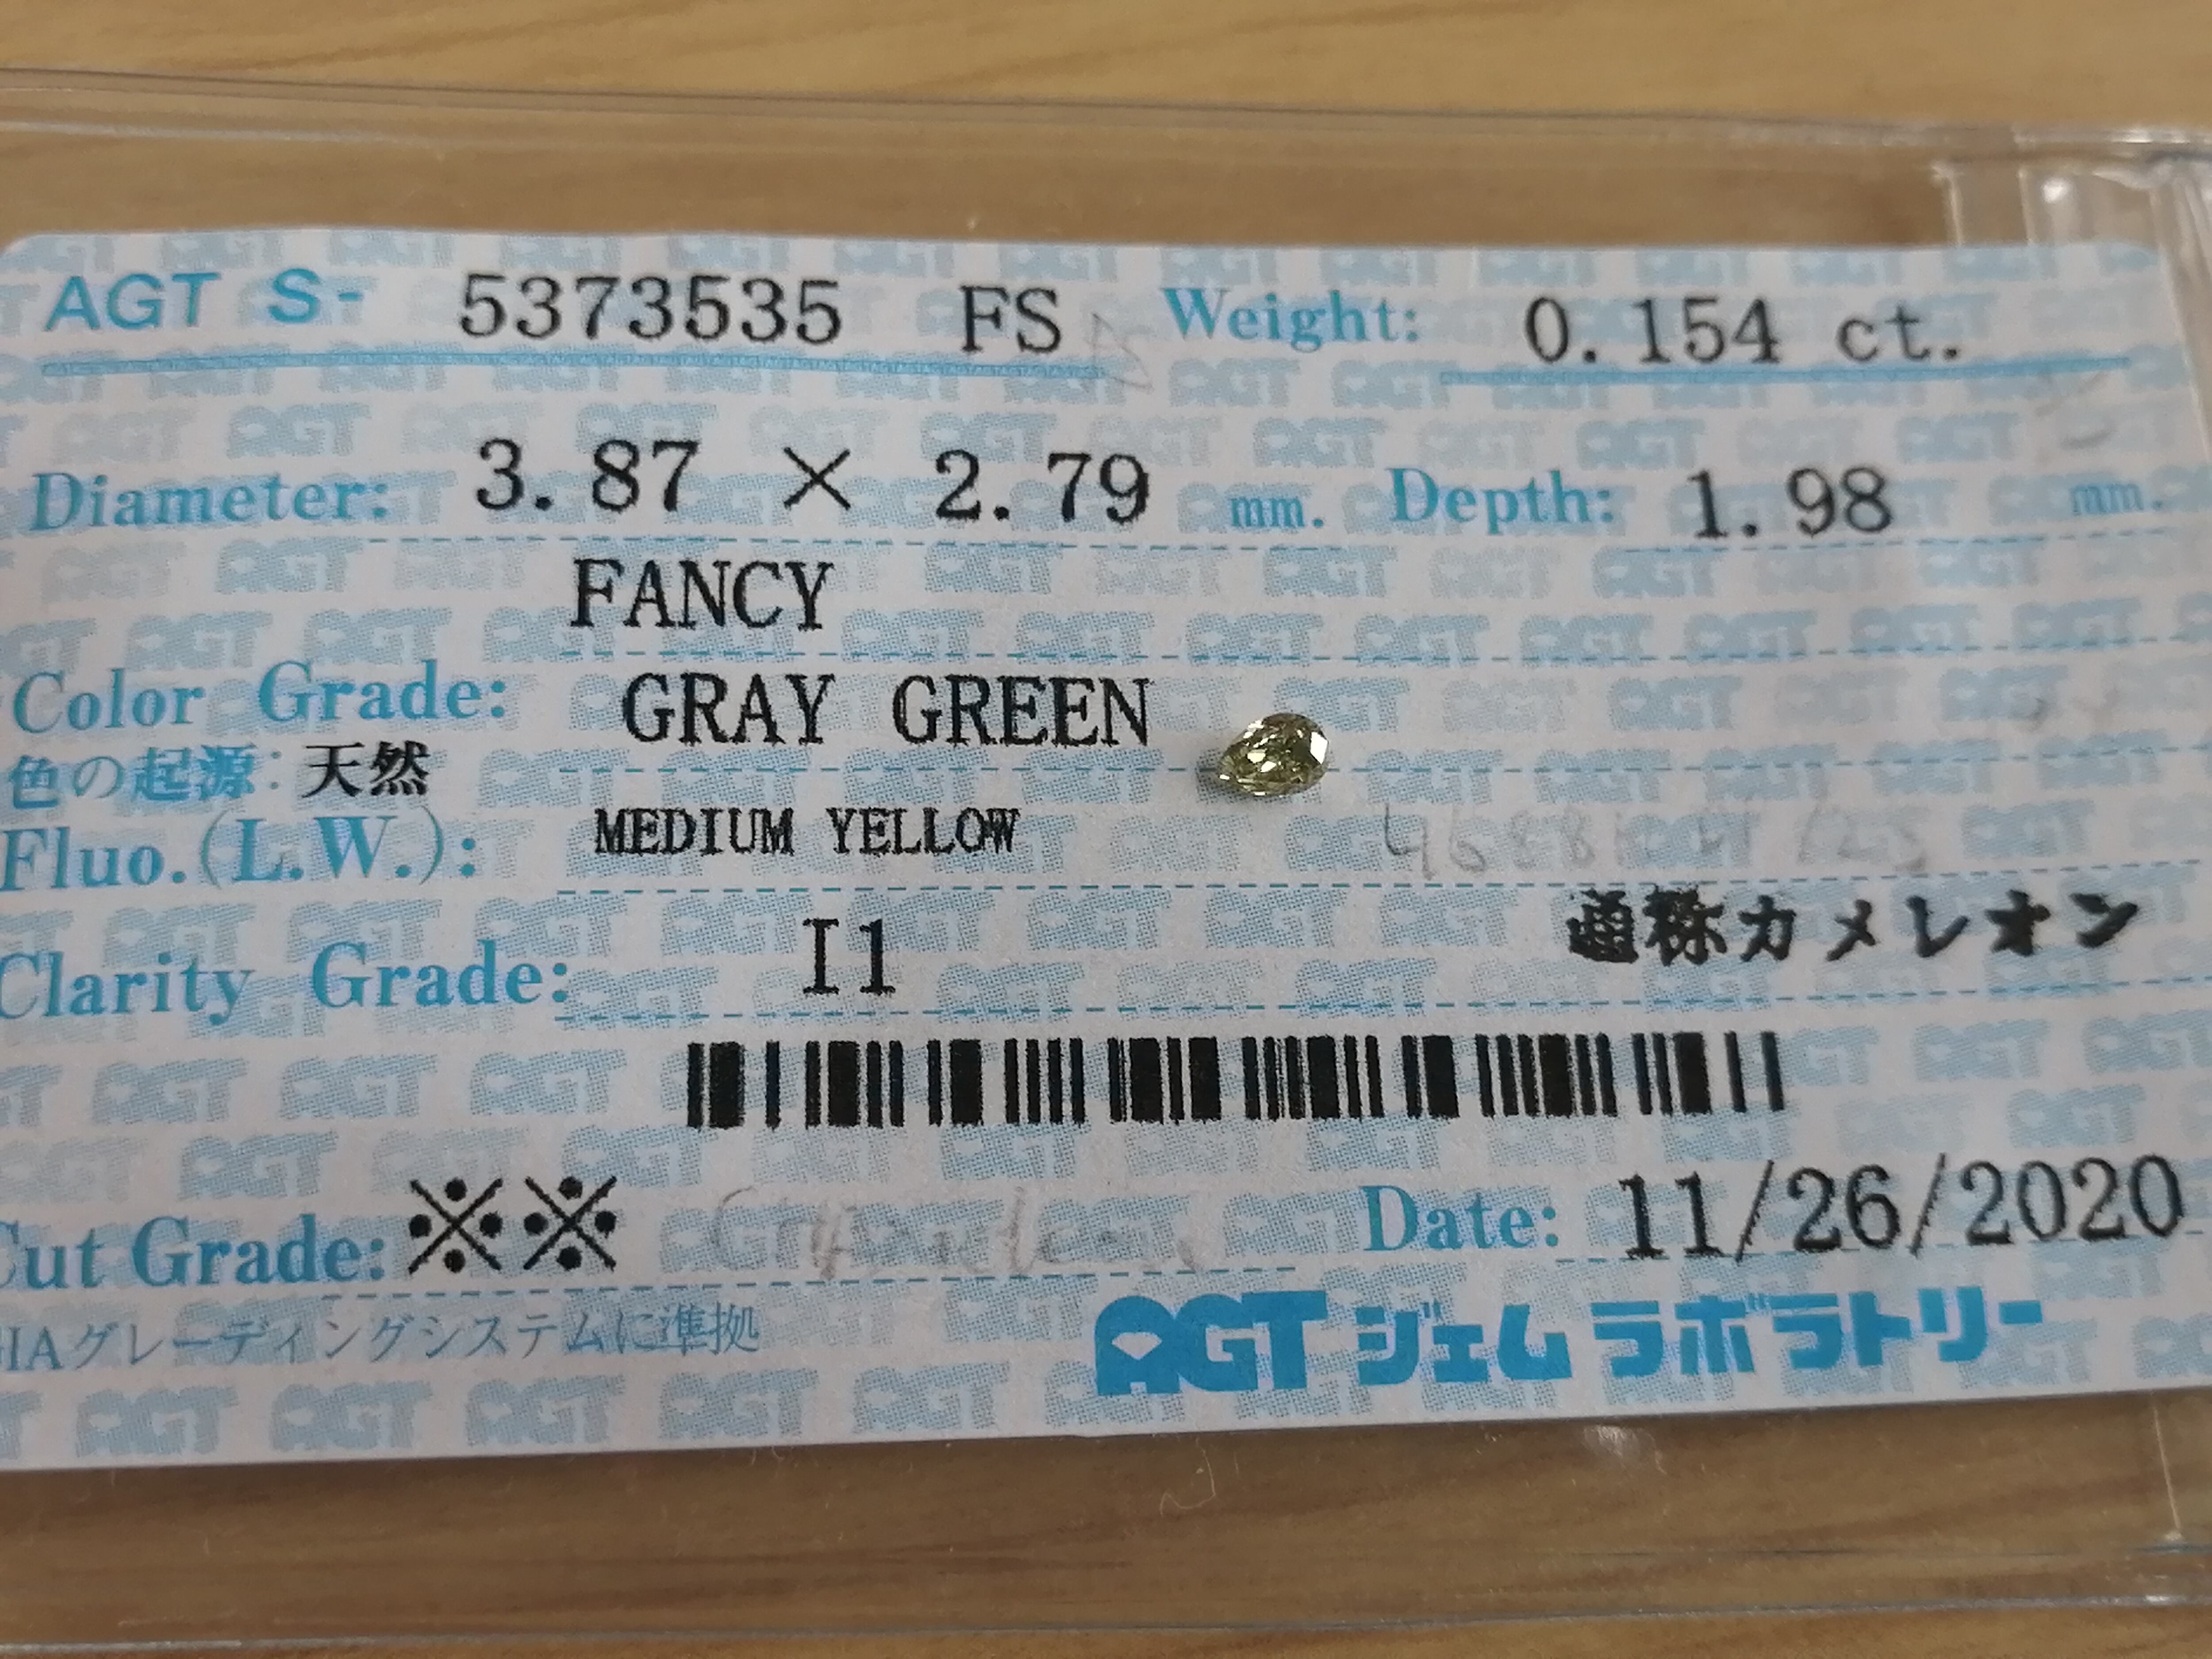 AGT S- 5373535 FS Weight: 0.154 ct.
Diameter: 3.87 × 2.79 mm. Depth: 1.98 mm.
FANCY
Color Grade: GRAY GREEN
色の起源: 天然
Fluo.(L.W.): MEDIUM YELLOW
通称カメレオン
Clarity Grade: I1
Cut Grade: ※※ Date: 11/26/2020
IAグレーディングシステムに準拠
AGTジェムラボラトリー